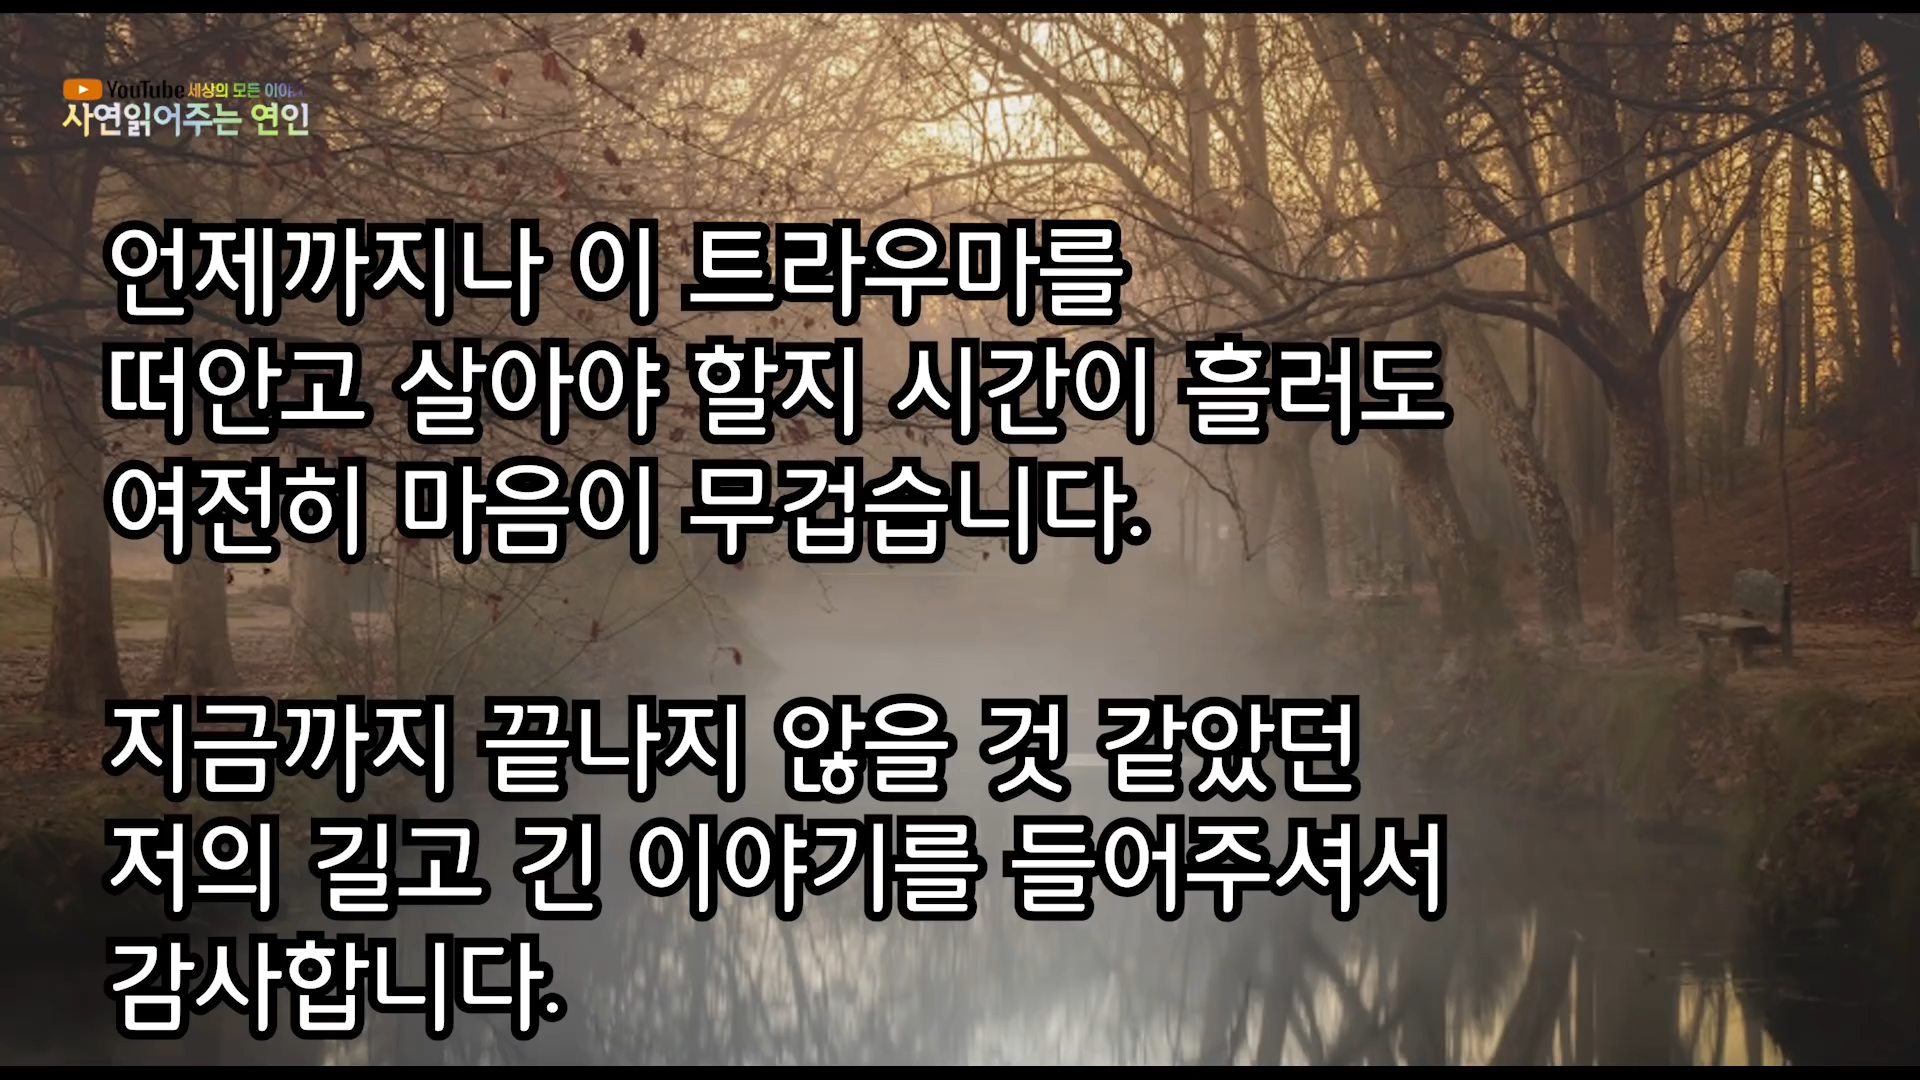 YouTube 세상의 모든 이야기
사연읽어주는 연인
언제까지나 이 트라우마를
떠안고 살아야 할지 시간이 흘러도
여전히 마음이 무겁습니다.
지금까지 끝나지 않을 것 같았던
저의 길고 긴 이야기를 들어주셔서
감사합니다.